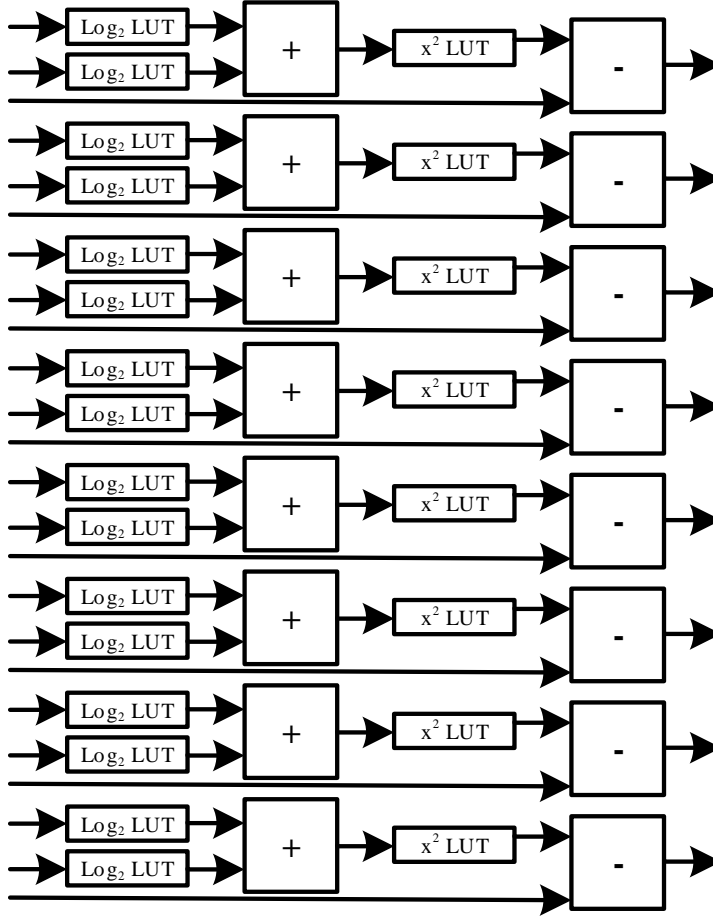 Log₂ LUT
+
x² LUT
-
Log₂ LUT
Log₂ LUT
+
x² LUT
-
Log₂ LUT
Log₂ LUT
+
x² LUT
-
Log₂ LUT
Log₂ LUT
+
x² LUT
-
Log₂ LUT
Log₂ LUT
+
x² LUT
-
Log₂ LUT
Log₂ LUT
+
x² LUT
-
Log₂ LUT
Log₂ LUT
+
x² LUT
-
Log₂ LUT
Log₂ LUT
+
x² LUT
-
Log₂ LUT